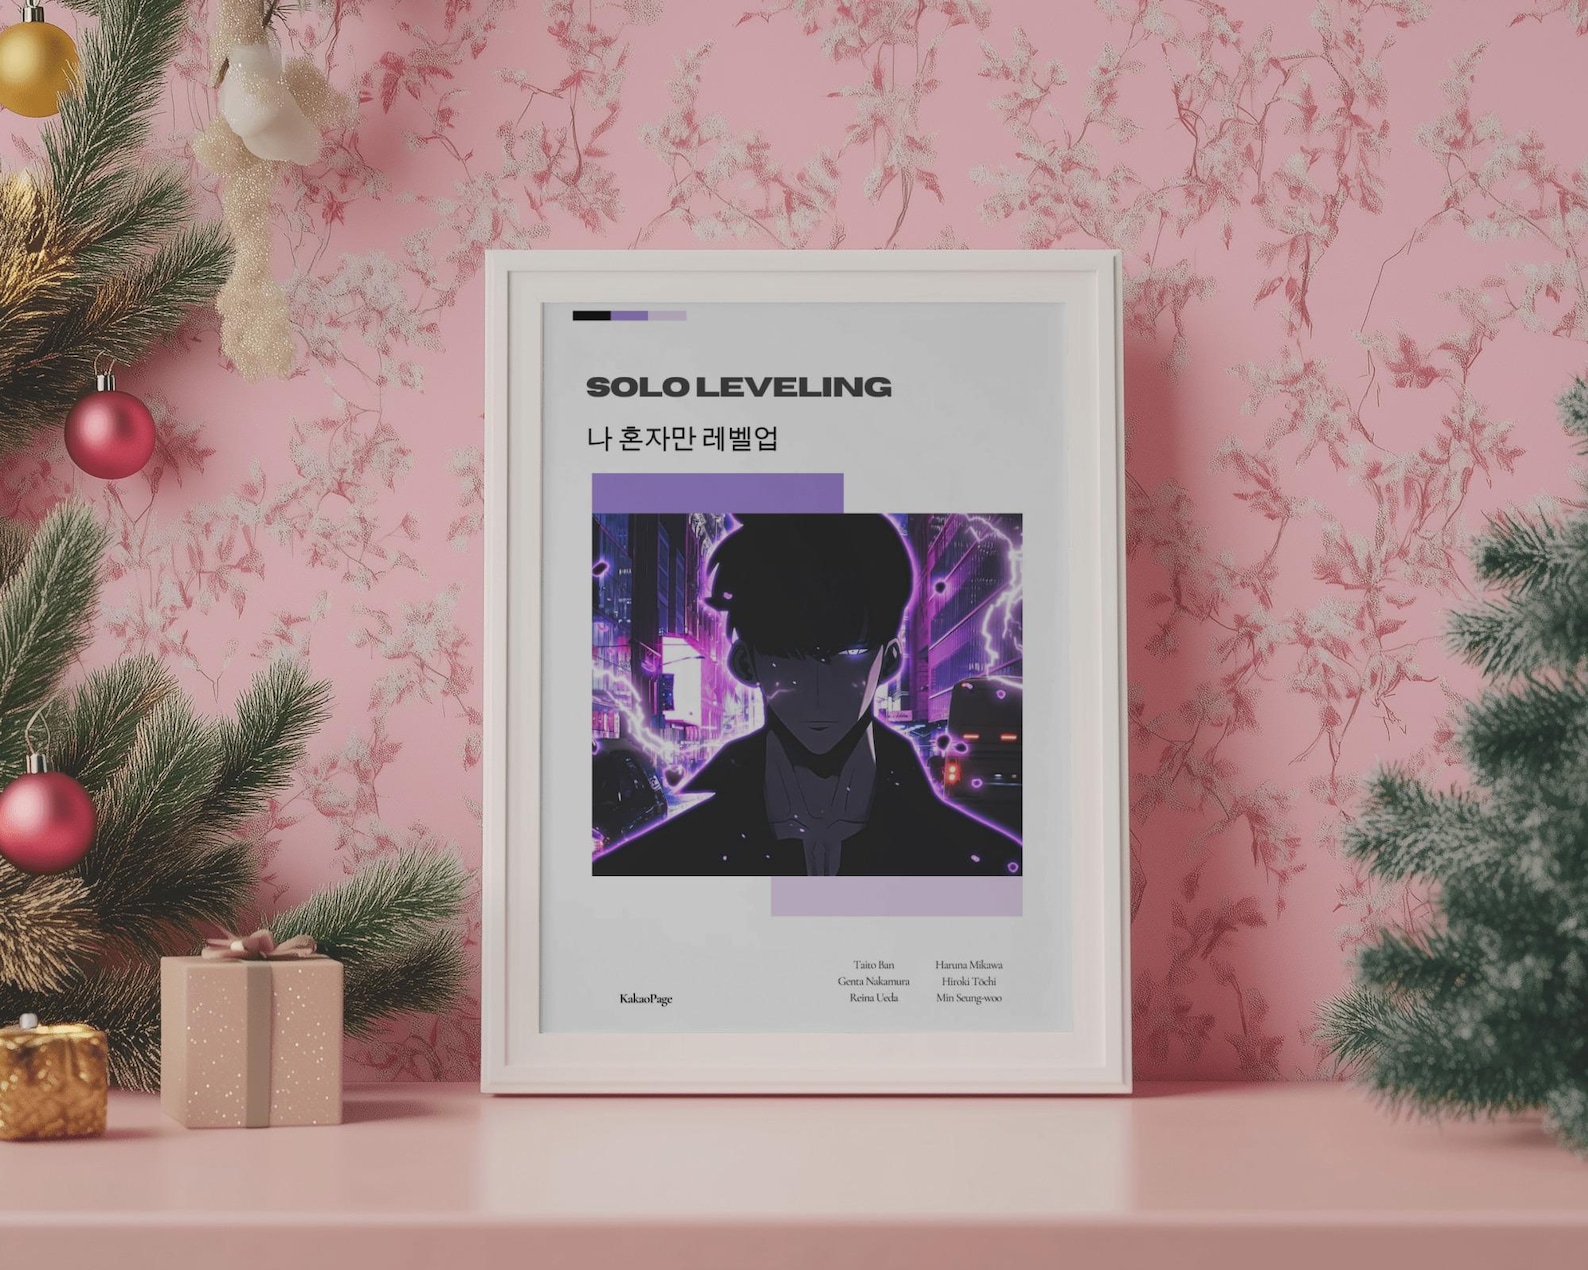 SOLO LEVELING
나 혼자만 레벨업
KakaoPage
Taito Ban
Genta Nakamura
Reina Ueda
Haruna Mikawa
Hiroki Tōchi
Min Seung-woo